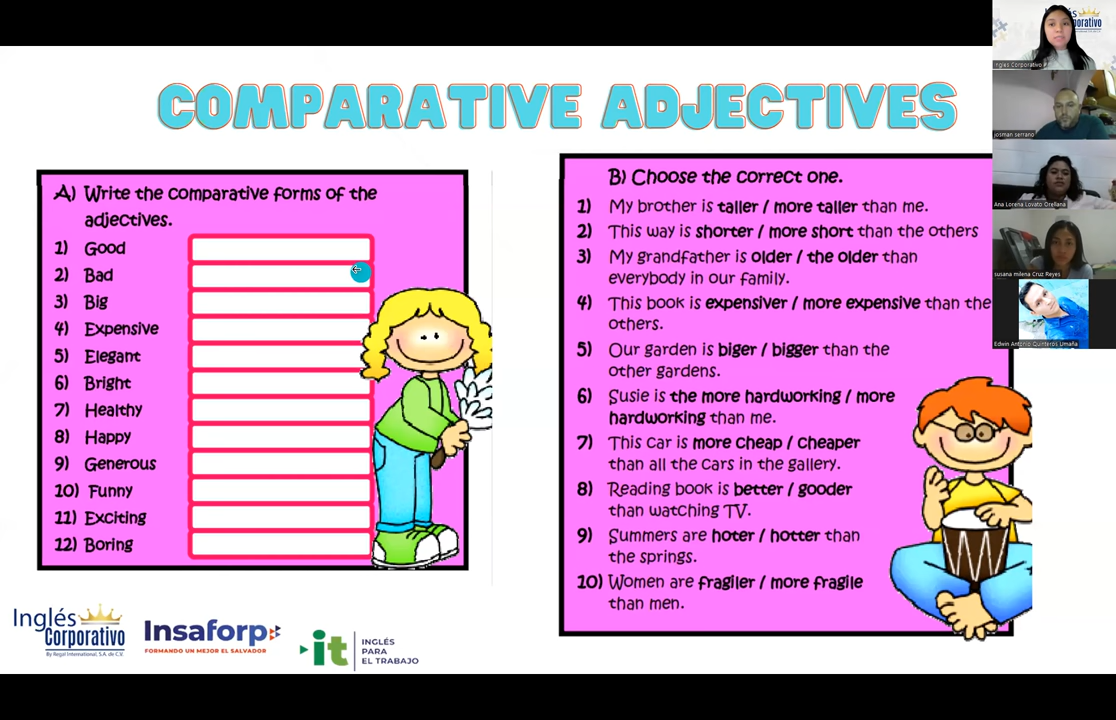 COMPARATIVE ADJECTIVES
A) Write the comparative forms of the
adjectives.
1) Good
2) Bad
3) Big
4) Expensive
5) Elegant
6) Bright
7) Healthy
8) Happy
9) Generous
10) Funny
11) Exciting
12) Boring
B) Choose the correct one.
1) My brother is taller / more taller than me.
2) This way is shorter / more short than the others
3) My grandfather is older / the older than
everybody in our family.
4) This book is expensiver / more expensive than the
others.
5) Our garden is biger / bigger than the
other gardens.
6) Susie is the more hardworking / more
hardworking than me.
7) This car is more cheap / cheaper
than all the cars in the gallery.
8) Reading book is better / gooder
than watching TV.
9) Summers are hoter / hotter than
the springs.
10) Women are fragiler / more fragile
than men.
Inglés
Corporativo
By Regal International, S.A. de C.V.
Insaforp
FORMANDO UN MEJOR EL SALVADOR
it
INGLÉS
PARA
EL TRABAJO
Inglés Corporativo
josman serrano
Ana Lorena Lovato Orellana
susana milena Cruz Reyes
Edwin Antonio Quinteros Umaña